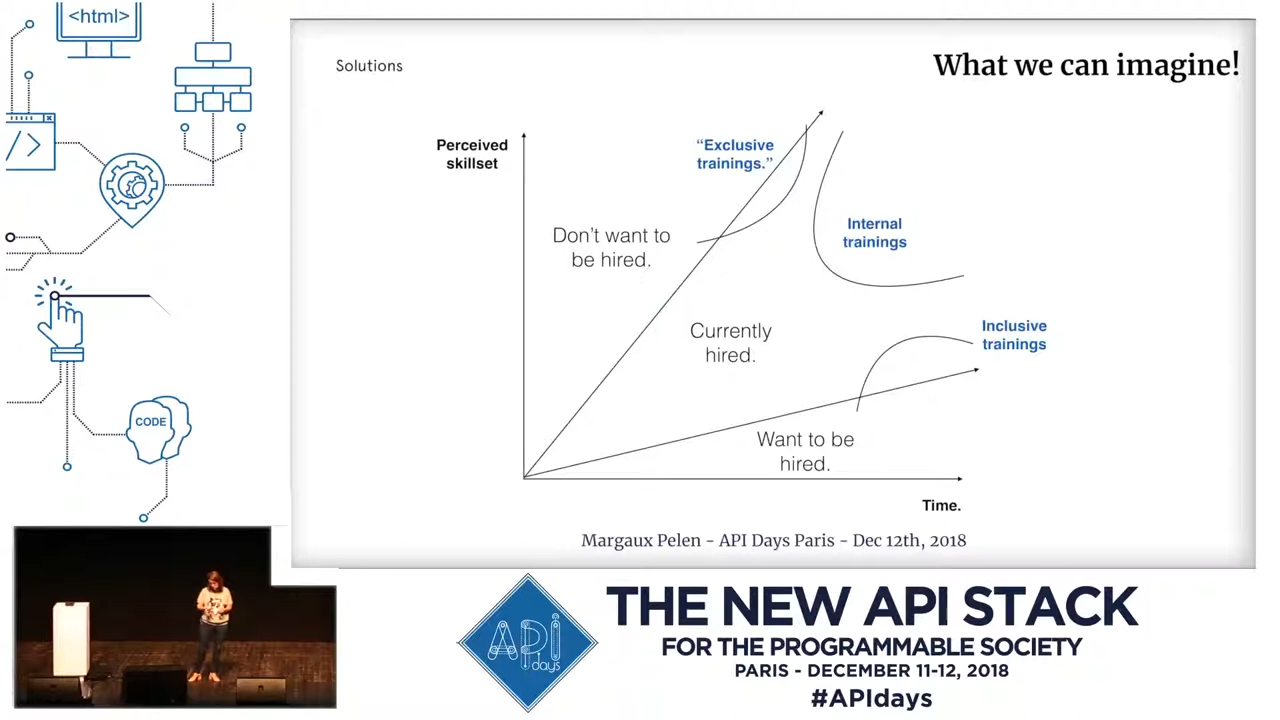 <html>
</>
CODE
Solutions
What we can imagine!
Perceived
skillset
“Exclusive
trainings.”
Don’t want to
be hired.
Internal
trainings
Currently
hired.
Inclusive
trainings
Want to be
hired.
Time.
Margaux Pelen - API Days Paris - Dec 12th, 2018
APi
days
THE NEW API STACK
FOR THE PROGRAMMABLE SOCIETY
PARIS - DECEMBER 11-12, 2018
#APIdays